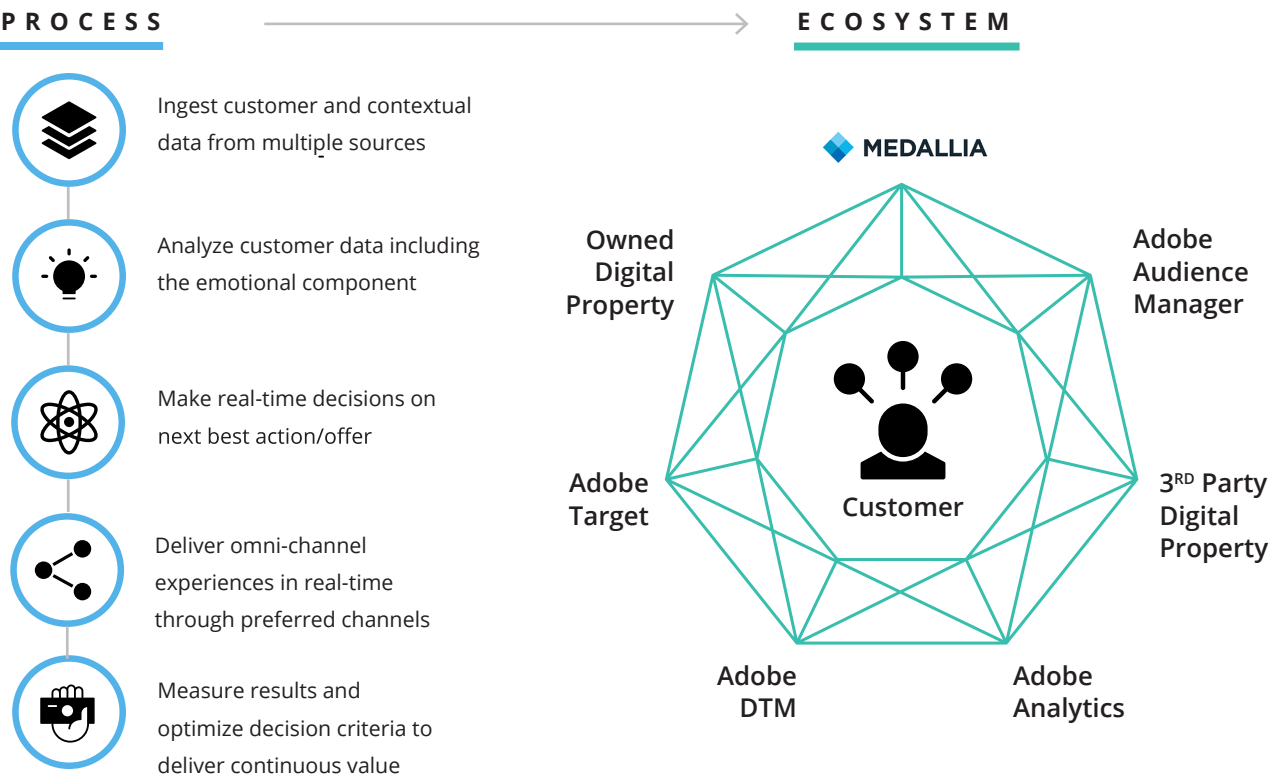 PROCESS
ECOSYSTEM
Ingest customer and contextual
data from multiple sources
Analyze customer data including
the emotional component
Make real-time decisions on
next best action/offer
Deliver omni-channel
experiences in real-time
through preferred channels
Measure results and
optimize decision criteria to
deliver continuous value
MEDALLIA
Owned
Digital
Property
Adobe
Audience
Manager
Adobe
Target
Customer
3RD Party
Digital
Property
Adobe
DTM
Adobe
Analytics